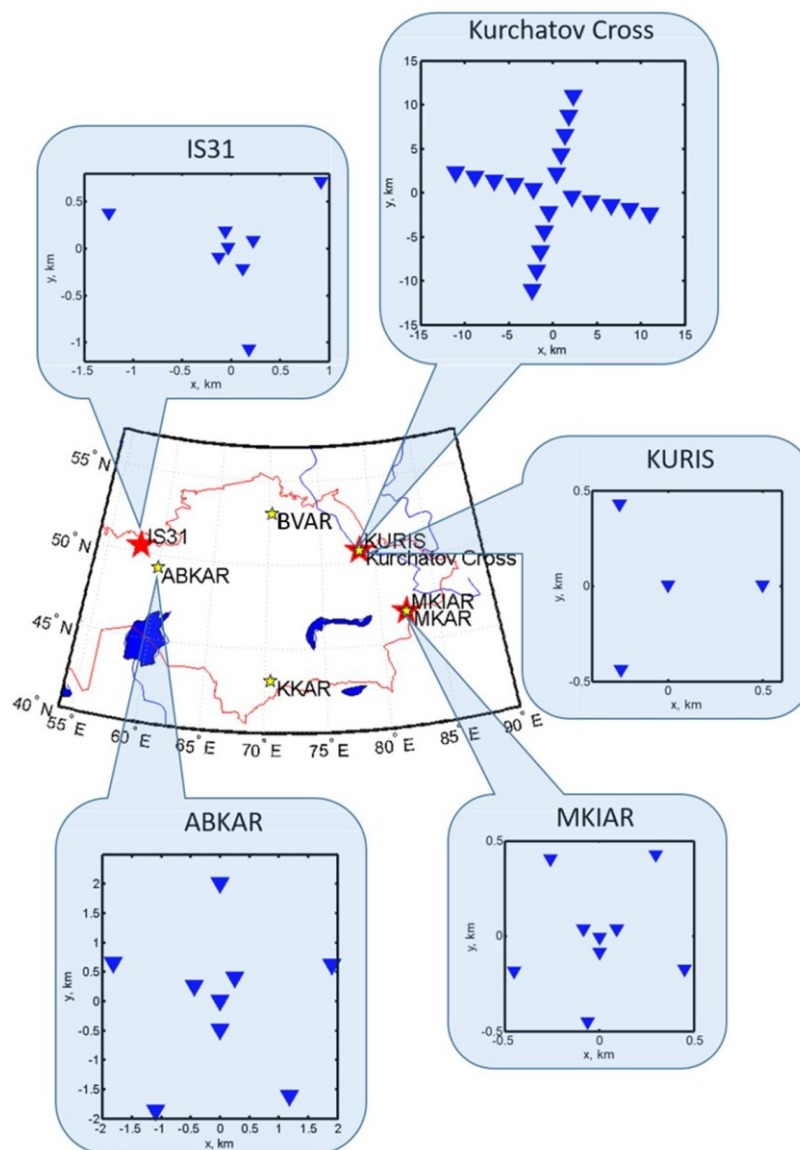 Kurchatov Cross
15
10
5
0
-5
-10
-15
y, km
-15 -10 -5 0 5 10 15
x, km
IS31
0.5
0
-0.5
-1
y, km
-1.5 -1 -0.5 0 0.5 1
x, km
KURIS
0.5
0
-0.5
y, km
0 0.5
x, km
55° N
50° N
45° N
40° N
55° E
60° E
65° E
70° E
75° E
80° E
85° E
90° E
IS31
ABKAR
BVAR
KURIS
Kurchatov Cross
MKIAR
MKAR
KKAR
ABKAR
2
1.5
1
0.5
0
-0.5
-1
-1.5
-2
y, km
-2 -1.5 -1 -0.5 0 0.5 1 1.5 2
x, km
MKIAR
0.5
0
-0.5
y, km
-0.5 0 0.5
x, km